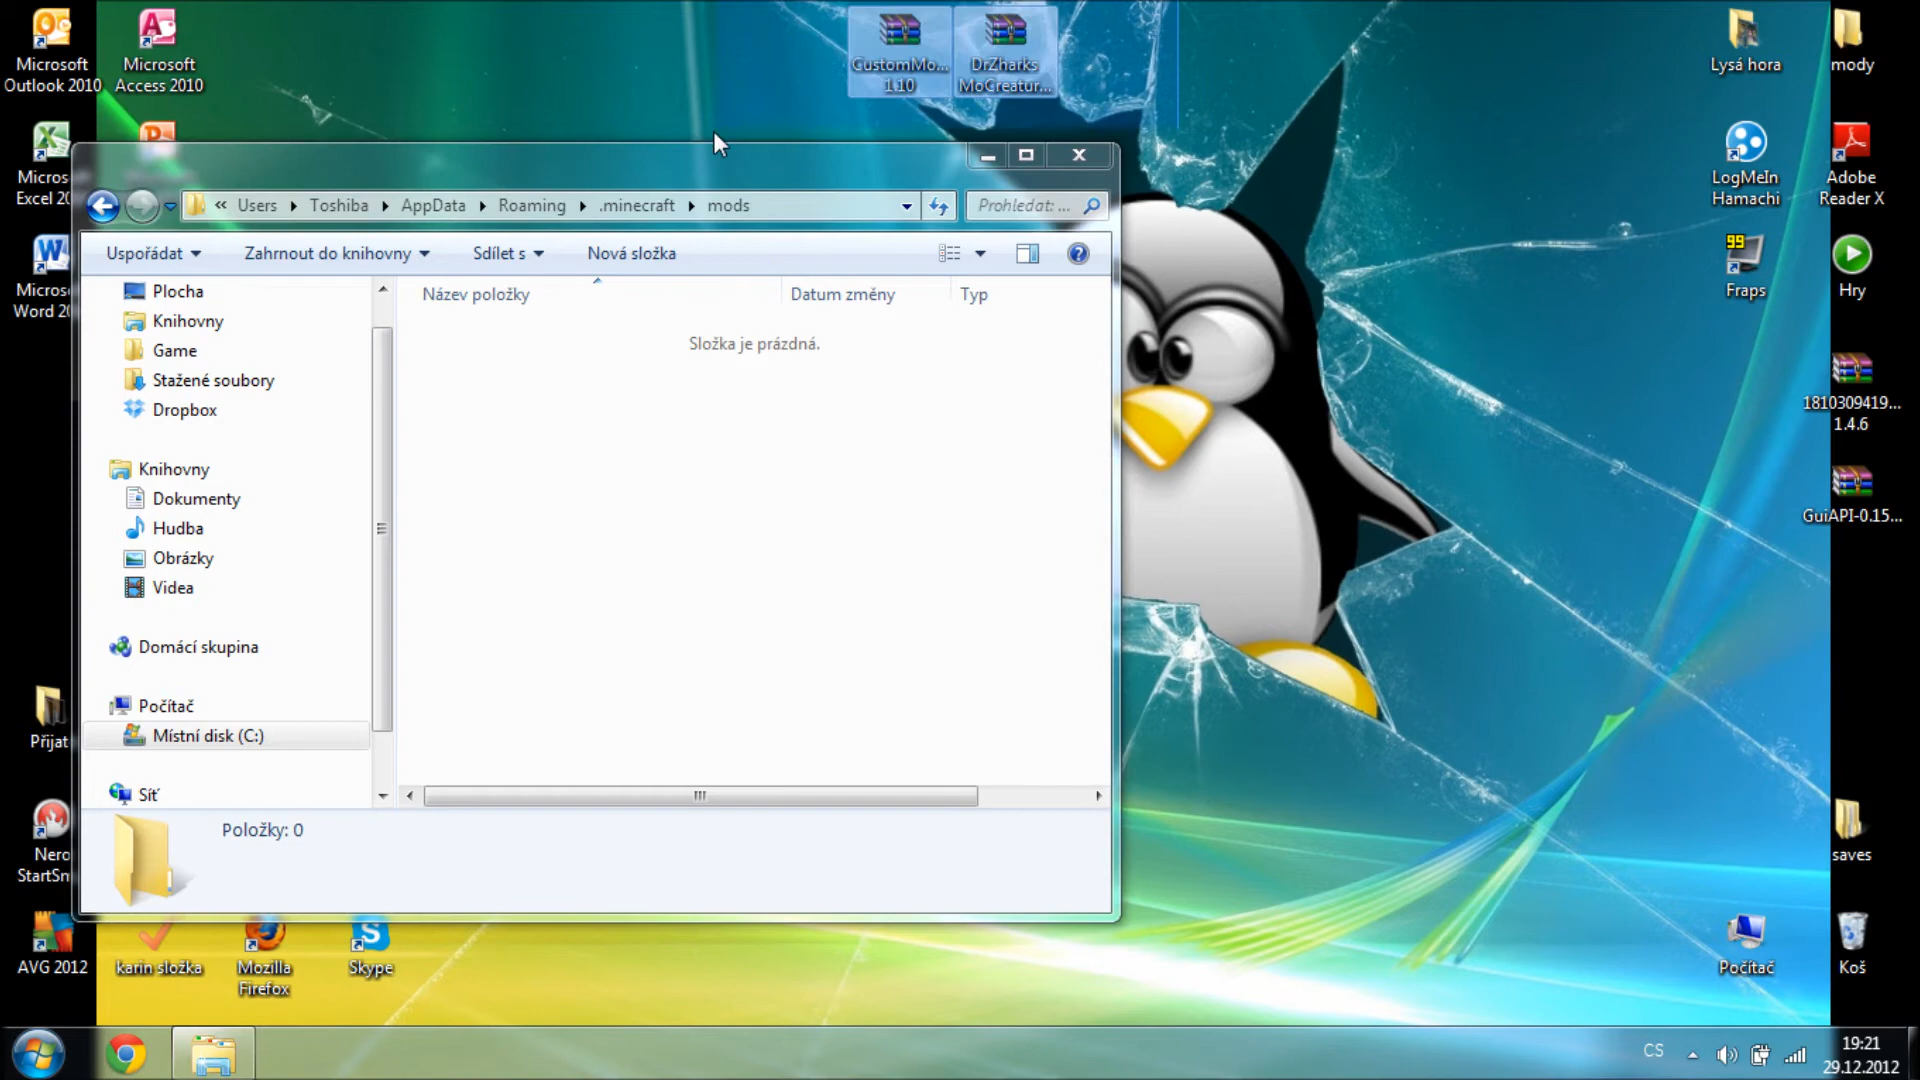 Microsoft
Outlook 2010
Microsoft
Access 2010
CustomMo...
1.10
DrZharks
MoCreatur...
Lysá hora
mody
Micros
Excel 20
LogMeIn
Hamachi
Adobe
Reader X
« Users ▸ Toshiba ▸ AppData ▸ Roaming ▸ .minecraft ▸ mods
Prohledat: ...
Uspořádat
Zahrnout do knihovny
Sdílet s
Nová složka
Micros
Word 20
99
Fraps
Hry
Název položky
Datum změny
Typ
Složka je prázdná.
Plocha
Knihovny
Game
Stažené soubory
Dropbox
Knihovny
Dokumenty
Hudba
Obrázky
Videa
Domácí skupina
Počítač
Místní disk (C:)
Síť
Položky: 0
1810309419...
1.4.6
GuiAPI-0.15...
Přijat
Nero
StartSm
saves
AVG 2012
karin složka
Mozilla
Firefox
Skype
Počítač
Koš
CS
19:21
29.12.2012